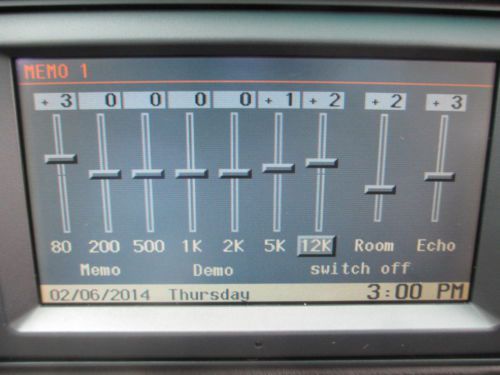 MEMO 1
+ 3 0 0 0 0 + 1 + 2 + 2 + 3
80 200 500 1K 2K 5K 12K Room Echo
Memo Demo switch off
02/06/2014 Thursday 3:00 PM